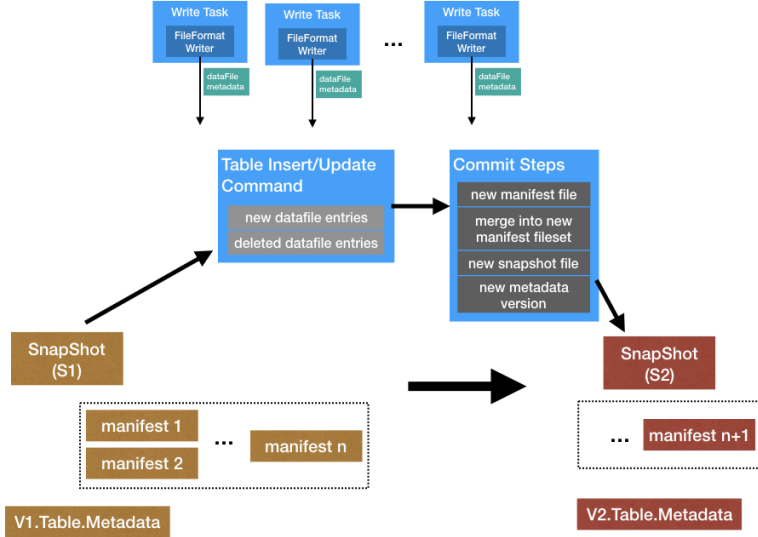 Write Task
FileFormat
Writer
dataFile
metadata
Write Task
FileFormat
Writer
dataFile
metadata
...
Write Task
FileFormat
Writer
dataFile
metadata
Table Insert/Update
Command
new datafile entries
deleted datafile entries
Commit Steps
new manifest file
merge into new
manifest fileset
new snapshot file
new metadata
version
SnapShot
(S1)
manifest 1
manifest 2
...
manifest n
V1.Table.Metadata
SnapShot
(S2)
...
manifest n+1
V2.Table.Metadata